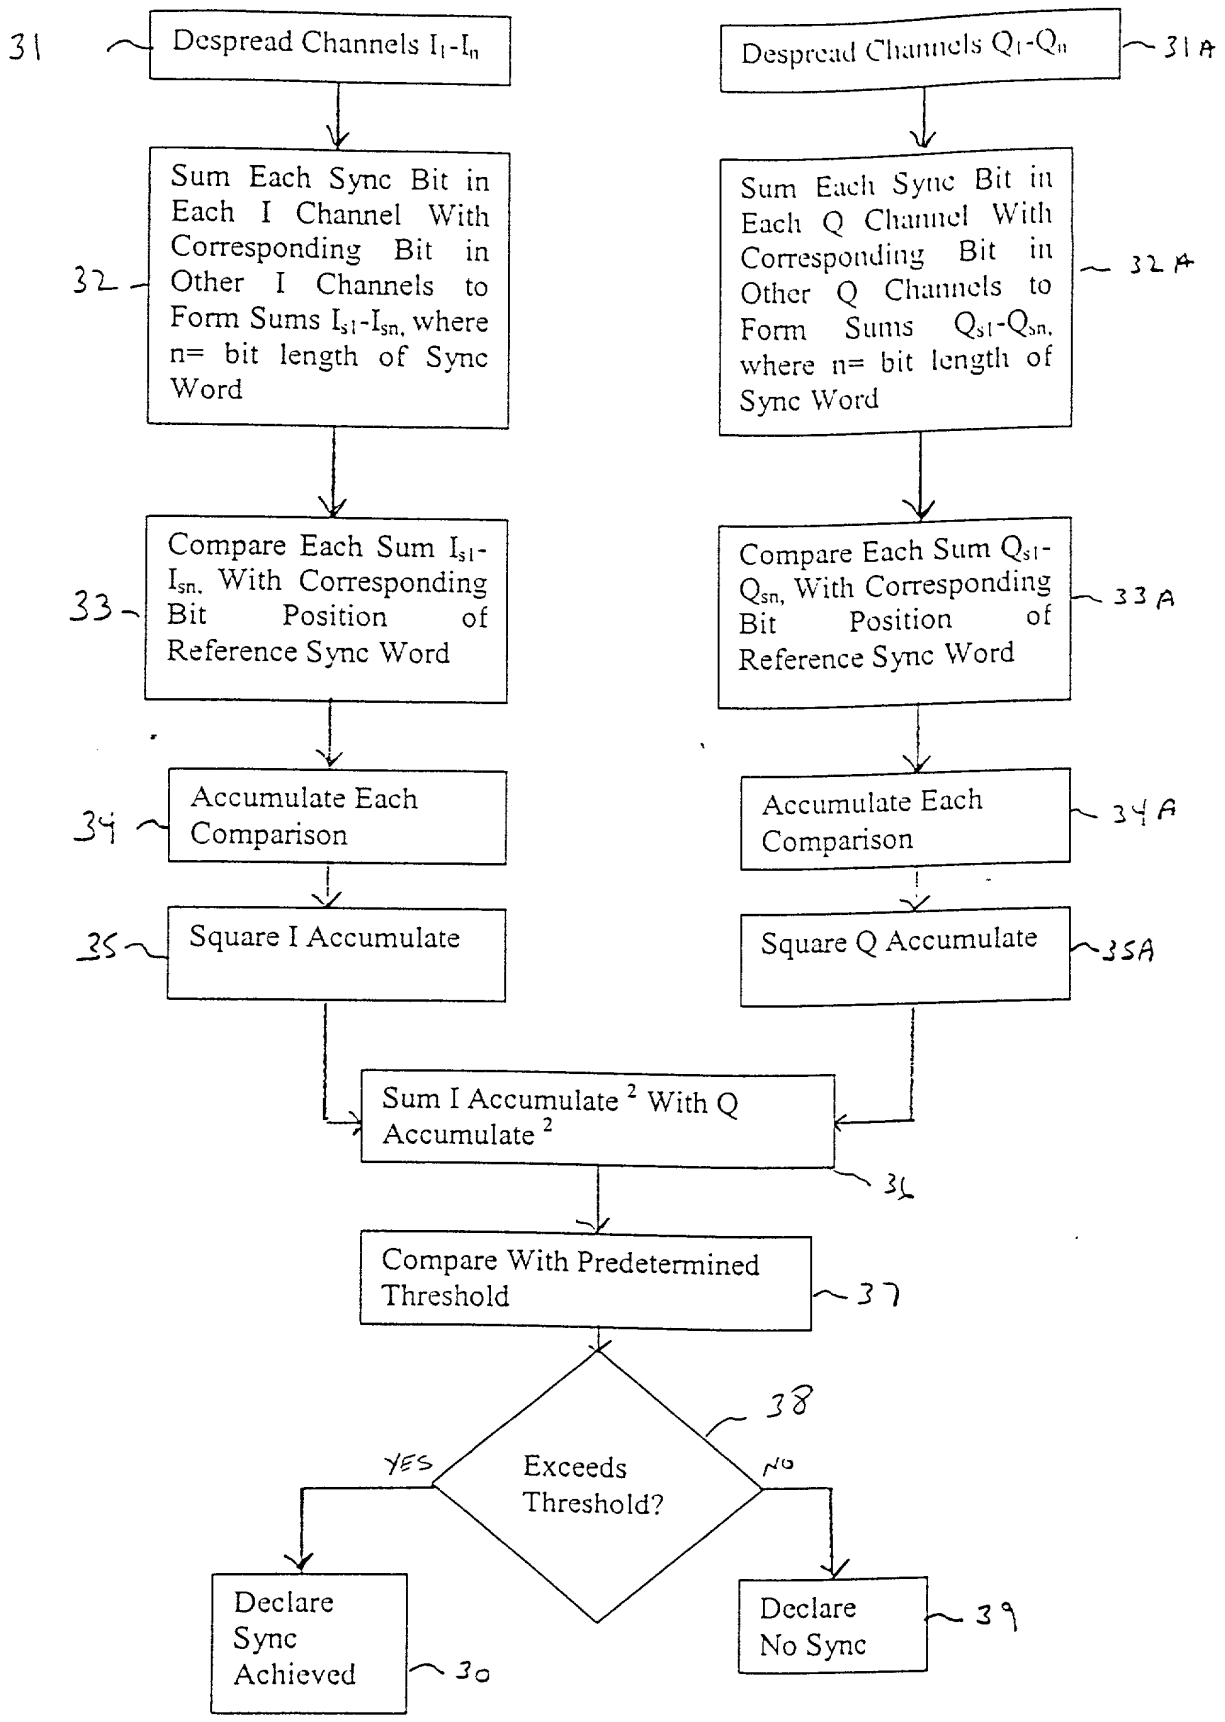 31
Despread Channels I₁-Iₙ
Despread Channels Q₁-Qₙ
31A
Sum Each Sync Bit in
Each I Channel With
Corresponding Bit in
Other I Channels to
Form Sums Iₛ₁-Iₛₙ, where
n= bit length of Sync
Word
32
Sum Each Sync Bit in
Each Q Channel With
Corresponding Bit in
Other Q Channels to
Form Sums Qₛ₁-Qₛₙ,
where n= bit length of
Sync Word
32A
Compare Each Sum Iₛ₁-
Iₛₙ, With Corresponding
Bit Position of
Reference Sync Word
33
Compare Each Sum Qₛ₁-
Qₛₙ, With Corresponding
Bit Position of
Reference Sync Word
33A
34
Accumulate Each
Comparison
Accumulate Each
Comparison
34A
35
Square I Accumulate
Square Q Accumulate
35A
Sum I Accumulate ² With Q
Accumulate ²
36
Compare With Predetermined
Threshold
37
38
YES
Exceeds
Threshold?
NO
Declare
Sync
Achieved
30
Declare
No Sync
39